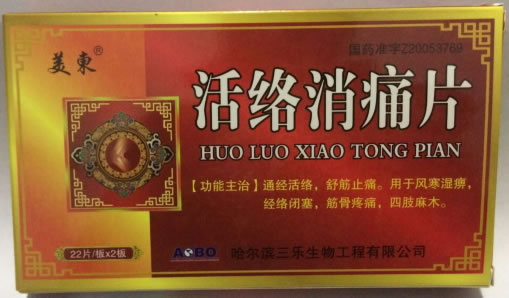 美東®
国药准字Z20053769
活络消痛片
HUO LUO XIAO TONG PIAN
【功能主治】通经活络，舒筋止痛。用于风寒湿痹，
经络闭塞，筋骨疼痛，四肢麻木。
22片/板x2板
AOBO 哈尔滨三乐生物工程有限公司